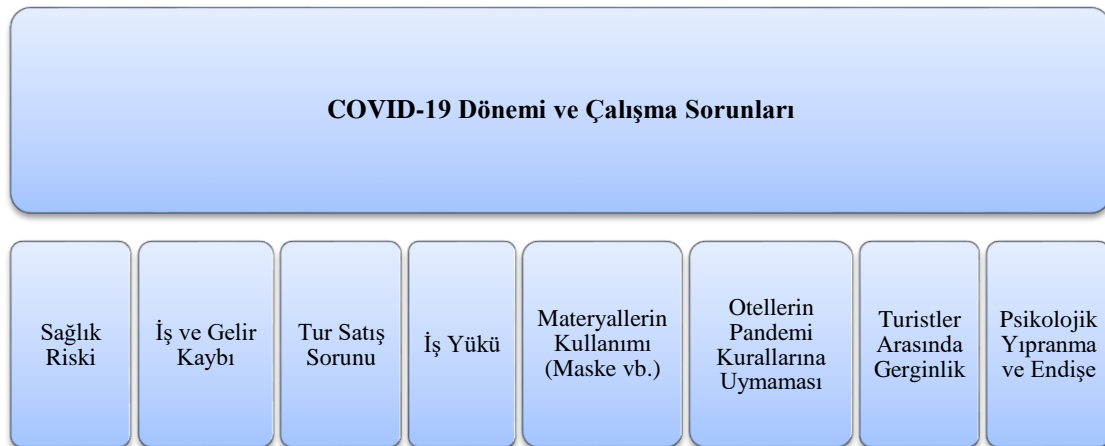 COVID-19 Dönemi ve Çalışma Sorunları
Sağlık
Riski
İş ve Gelir
Kaybı
Tur Satış
Sorunu
İş Yükü
Materyallerin
Kullanımı
(Maske vb.)
Otellerin
Pandemi
Kurallarına
Uymaması
Turistler
Arasında
Gerginlik
Psikolojik
Yıpranma
ve Endişe